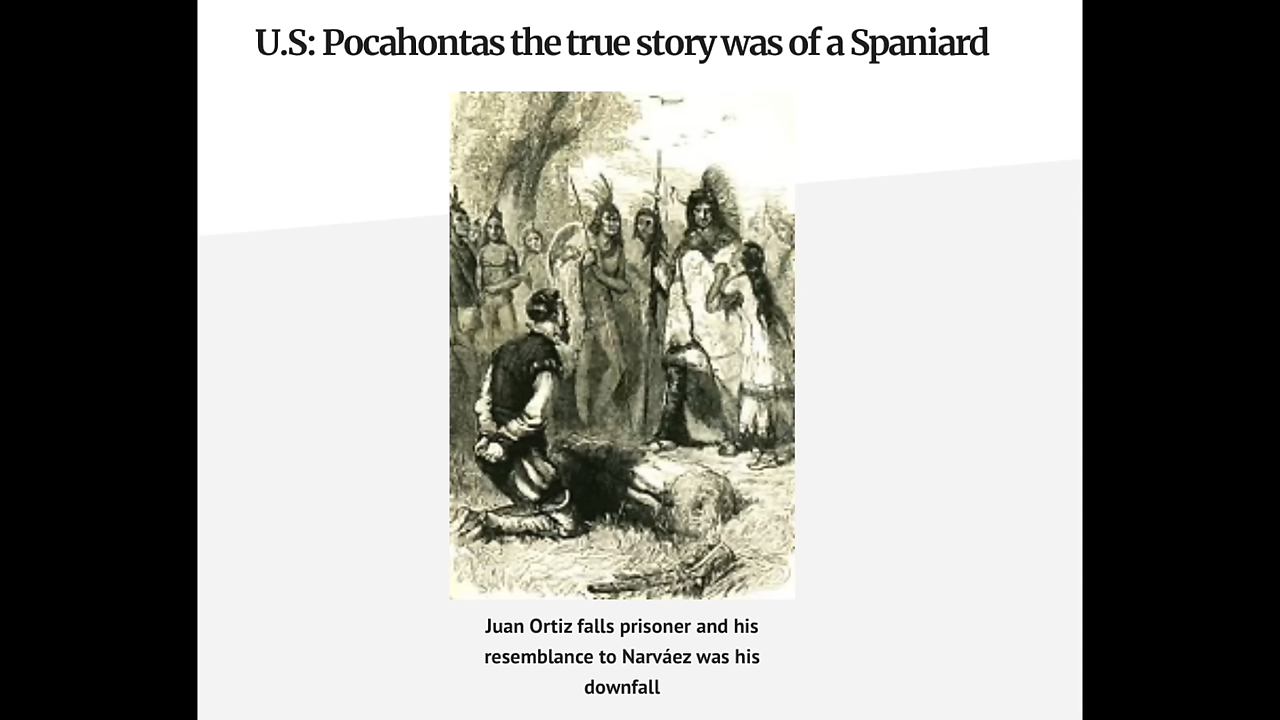 U.S: Pocahontas the true story was of a Spaniard
Juan Ortiz falls prisoner and his
resemblance to Narváez was his
downfall